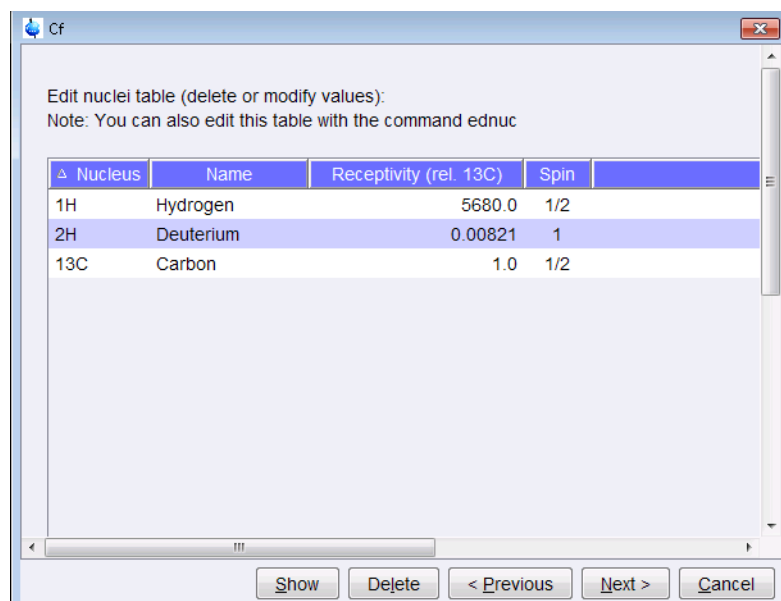 Cf
Edit nuclei table (delete or modify values):
Note: You can also edit this table with the command ednuc
Nucleus Name Receptivity (rel. 13C) Spin
1H Hydrogen 5680.0 1/2
2H Deuterium 0.00821 1
13C Carbon 1.0 1/2
Show Delete < Previous Next > Cancel